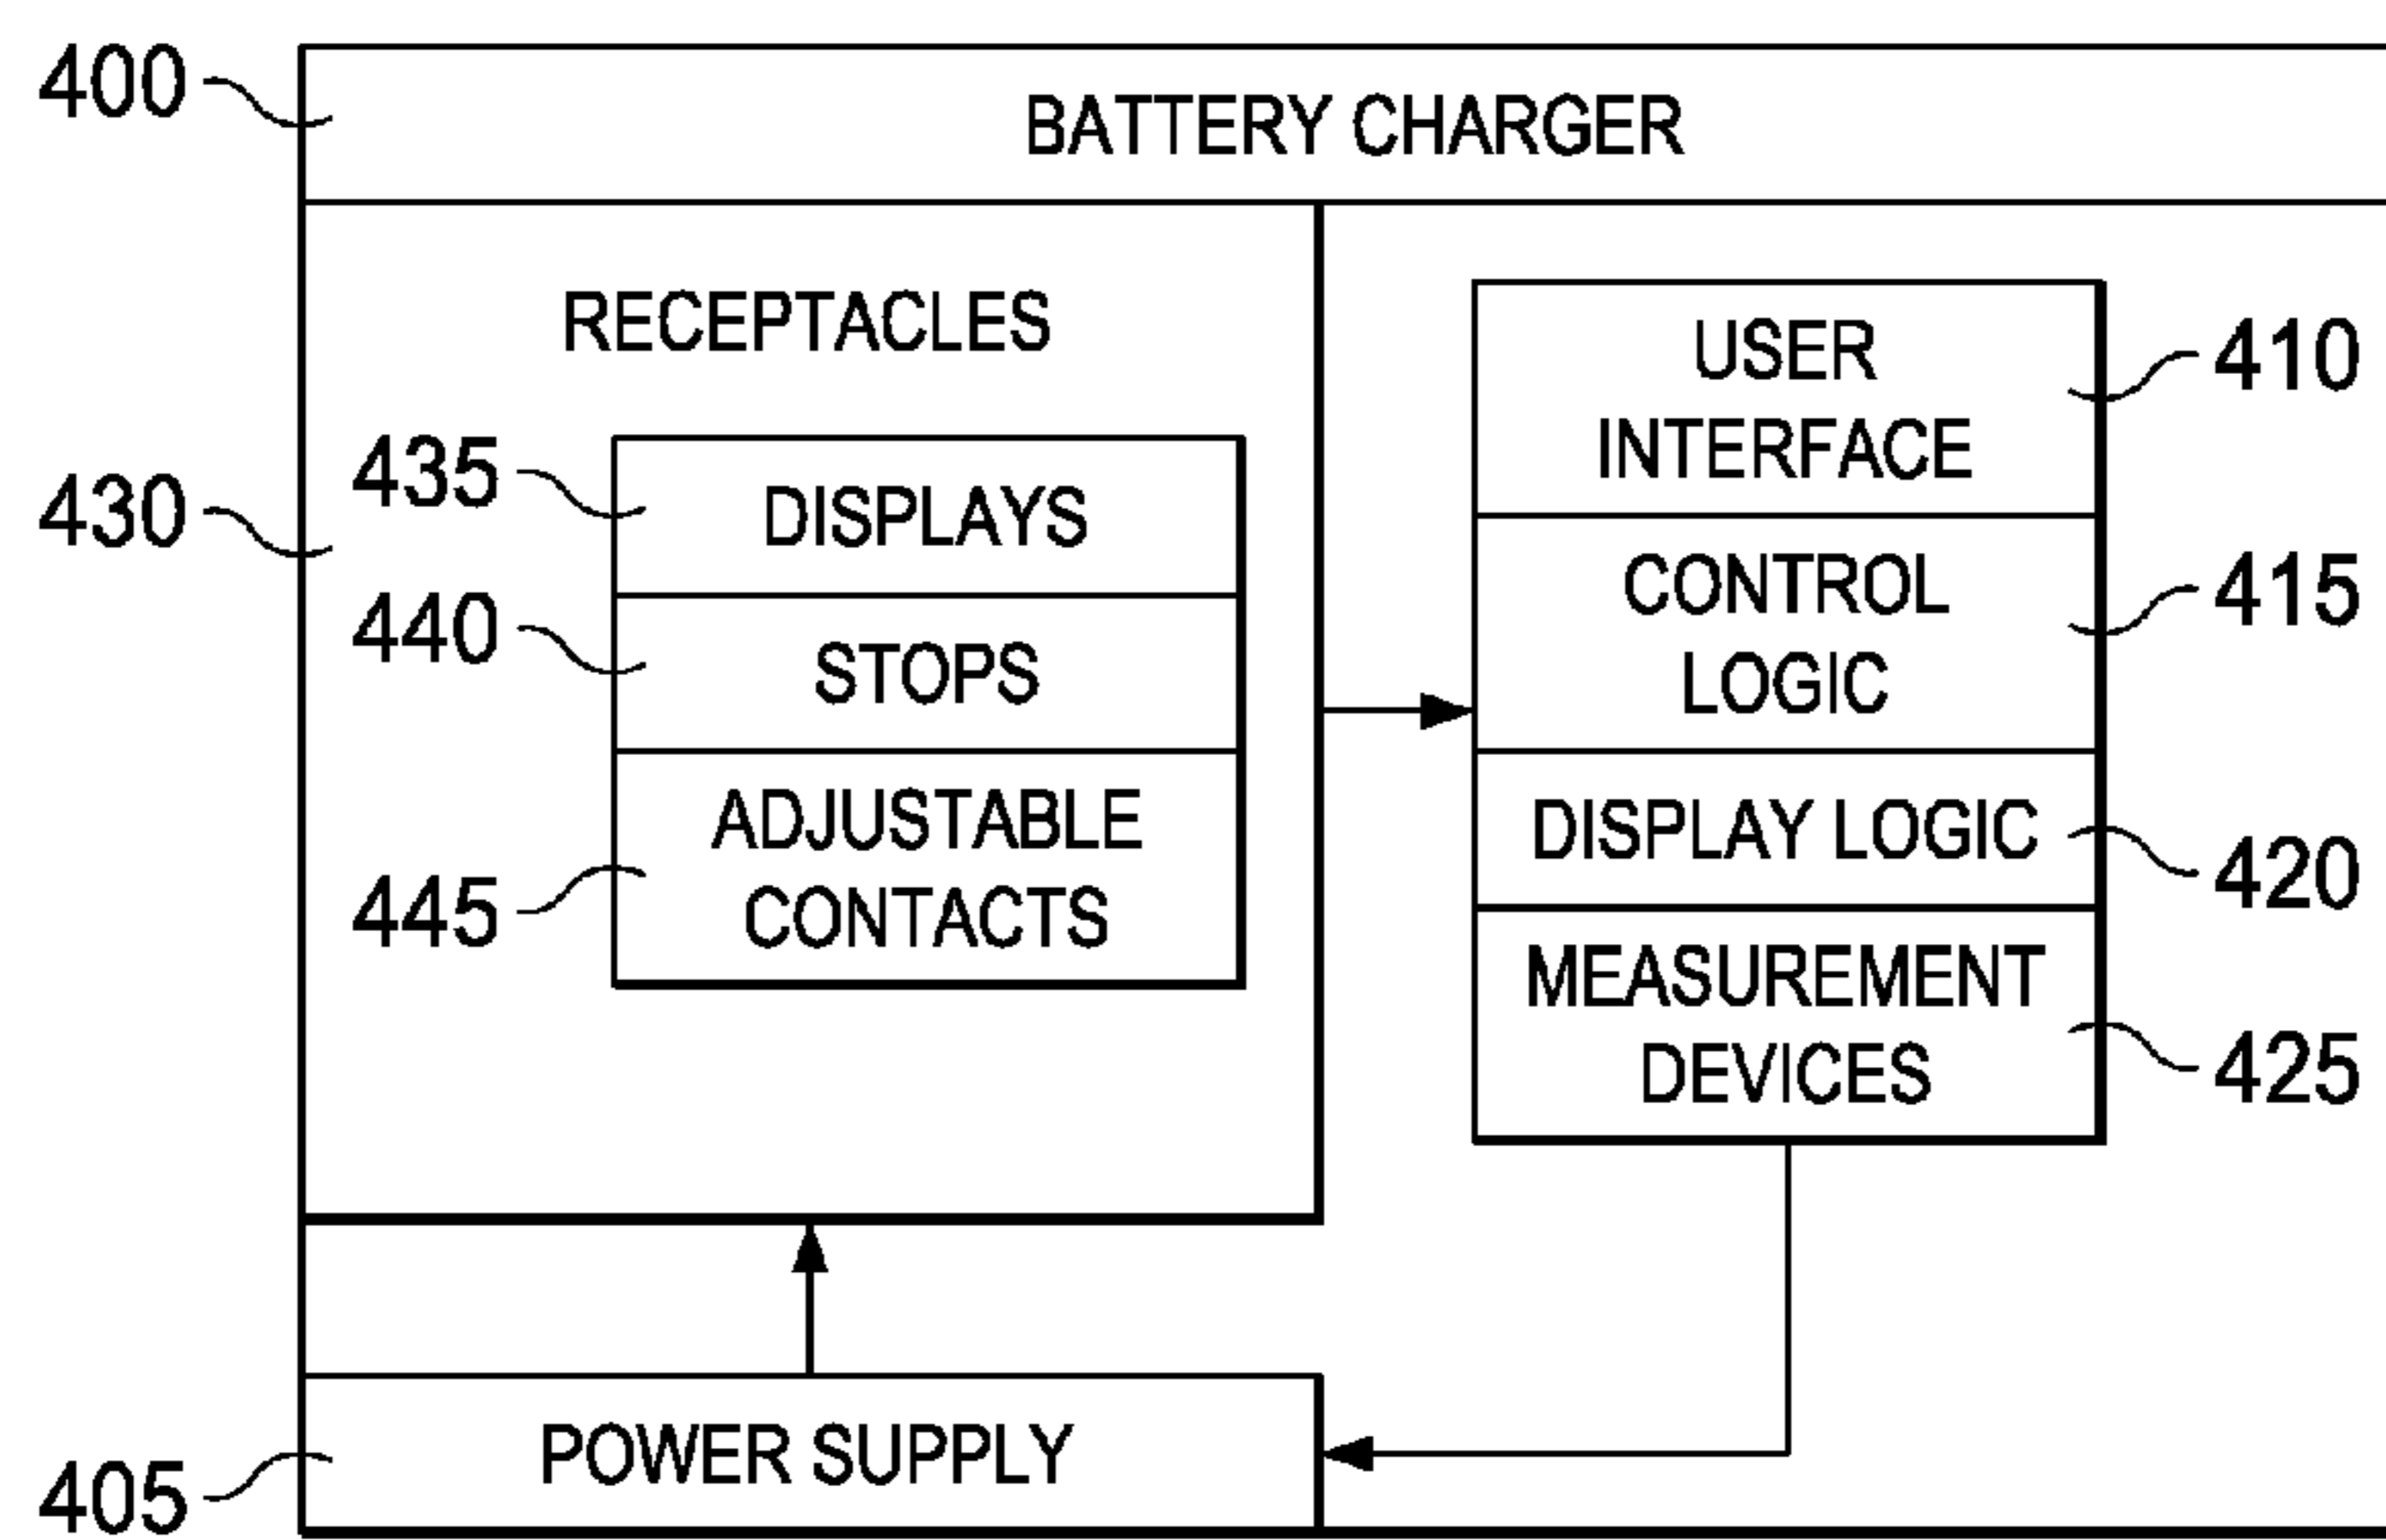 400
BATTERY CHARGER
430
RECEPTACLES
435
DISPLAYS
440
STOPS
445
ADJUSTABLE
CONTACTS
USER
INTERFACE
410
CONTROL
LOGIC
415
DISPLAY LOGIC
420
MEASUREMENT
DEVICES
425
405
POWER SUPPLY